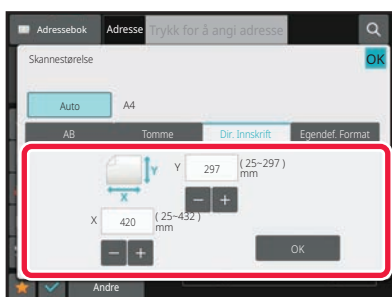 Adressebok Adresse Trykk for å angi adresse
Skannestørelse OK
Auto A4
AB Tomme Dir. Innskrift Egendef. Format
Y Y 297 (25~297) mm
X
− +
X 420 (25~432) mm
− + OK
Andre